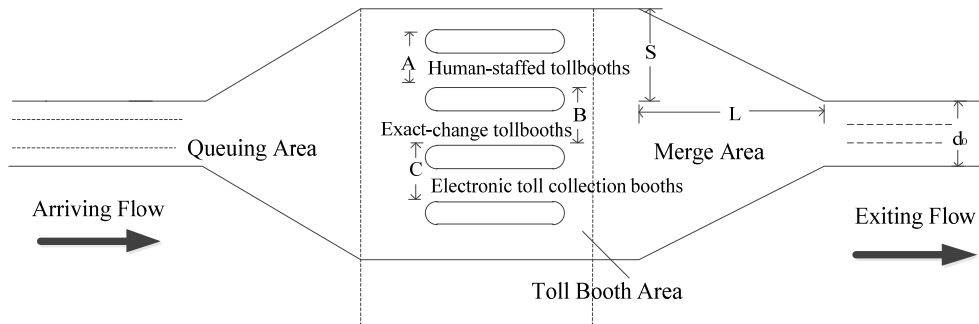 A
S
Human-staffed tollbooths
B
L
Exact-change tollbooths
d₀
Queuing Area
Merge Area
C
Electronic toll collection booths
Arriving Flow
Exiting Flow
Toll Booth Area